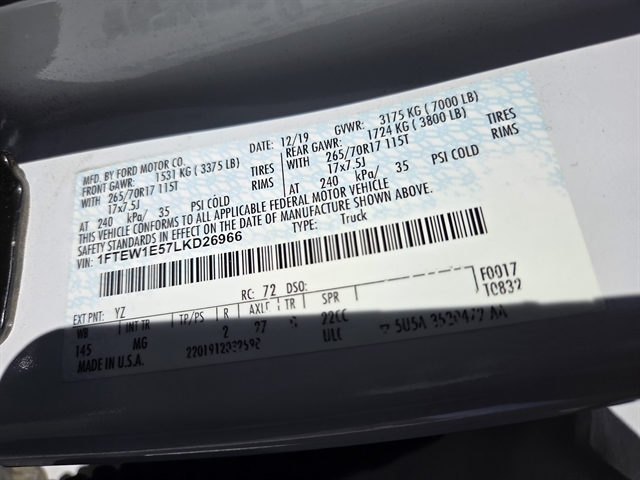 MFD. BY FORD MOTOR CO.
DATE: 12/19 GVWR: 3175 KG ( 7000 LB)
FRONT GAWR: 1531 KG ( 3375 LB) REAR GAWR: 1724 KG ( 3800 LB)
WITH 265/70R17 115T TIRES WITH 265/70R17 115T TIRES
17x7.5J RIMS 17x7.5J RIMS
AT 240 kPa/ 35 PSI COLD AT 240 kPa/ 35 PSI COLD
THIS VEHICLE CONFORMS TO ALL APPLICABLE FEDERAL MOTOR VEHICLE
SAFETY STANDARDS IN EFFECT ON THE DATE OF MANUFACTURE SHOWN ABOVE.
1FTEW1E57LKD26966 TYPE: Truck
EXT PNT: YZ RC: 72 DSO: F0017
WB INT TR TP/PS R AXLE TR SPR
145 MG 2 27
MADE IN U.S.A.